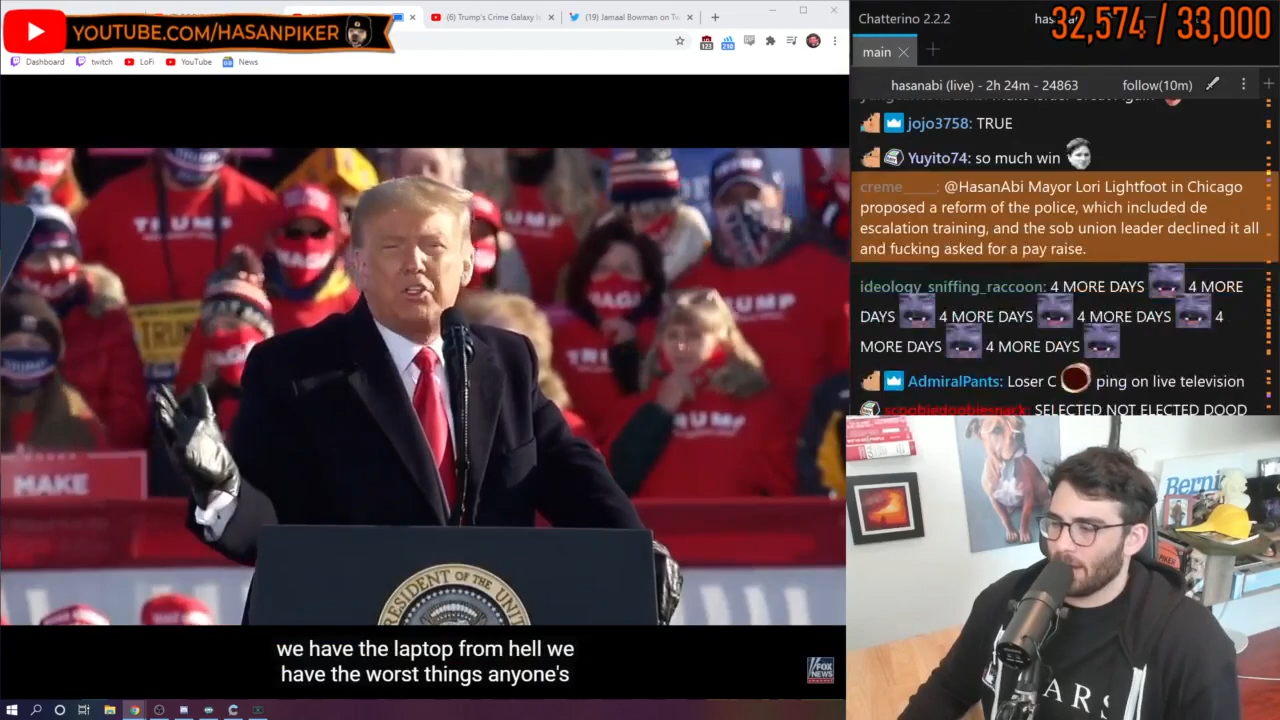 YOUTUBE.COM/HASANPIKER
(6) Trump's Crime Galaxy
(19) Jamaal Bowman on Tw
Dashboard
twitch
LoFi
YouTube
News
123
210
Chatterino 2.2.2
32,574 / 33,000
main
hasanabi (live) - 2h 24m - 24863
follow(10m)
jojo3758: TRUE
Yuyito74: so much win
creme_____: @HasanAbi Mayor Lori Lightfoot in Chicago
proposed a reform of the police, which included de
escalation training, and the sob union leader declined it all
and fucking asked for a pay raise.
ideology_sniffing_raccoon: 4 MORE DAYS 4 MORE
DAYS 4 MORE DAYS 4 MORE DAYS 4
MORE DAYS 4 MORE DAYS
AdmiralPants: Loser C ping on live television
scoobiedoobiesnack: SELECTED NOT ELECTED DOOD
TRUMP
TRUMP
TRUMP
MAKE
PRESIDENT OF THE
we have the laptop from hell we
have the worst things anyone's
FOX
NEWS
Berni
ARS